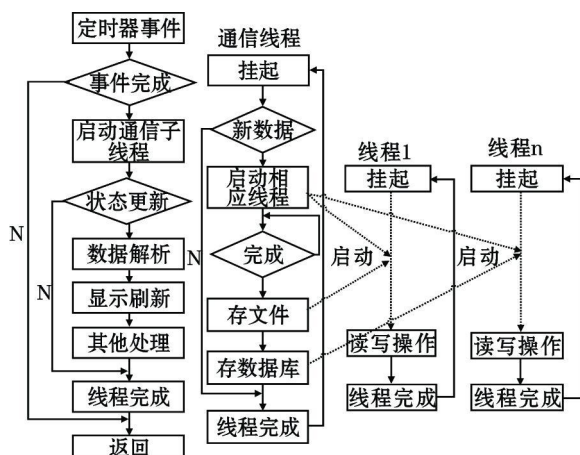 定时器事件
事件完成
启动通信子
线程
状态更新
N
数据解析
N
显示刷新
其他处理
线程完成
返回
通信线程
挂起
新数据
启动相
应线程
完成
N
存文件
存数据库
线程完成
线程1
挂起
启动
读写操作
线程完成
线程n
挂起
启动
读写操作
线程完成